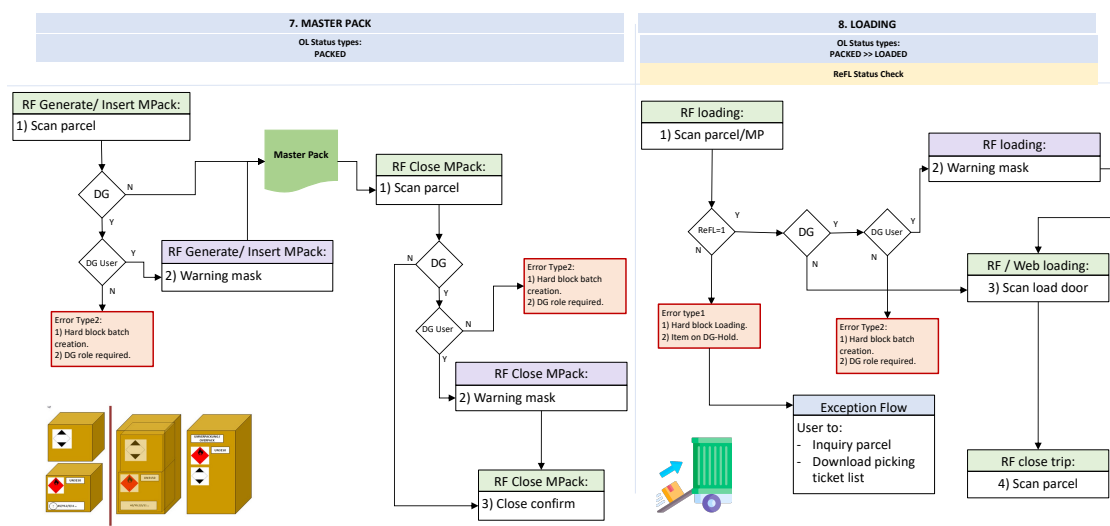 7. MASTER PACK
OL Status types:
PACKED
RF Generate/ Insert MPack:
1) Scan parcel
DG
N
Y
DG User
Y
N
RF Generate/ Insert MPack:
2) Warning mask
Error Type2:
1) Hard block batch
creation.
2) DG role required.
Master Pack
RF Close MPack:
1) Scan parcel
DG
N
Y
DG User
N
Y
Error Type2:
1) Hard block batch
creation.
2) DG role required.
RF Close MPack:
2) Warning mask
RF Close MPack:
3) Close confirm
8. LOADING
OL Status types:
PACKED >> LOADED
ReFL Status Check
RF loading:
1) Scan parcel/MP
ReFL=1
Y
N
DG
Y
N
DG User
Y
N
RF loading:
2) Warning mask
RF / Web loading:
3) Scan load door
Error type1
1) Hard block Loading.
2) Item on DG-Hold.
Error Type2:
1) Hard block batch
creation.
2) DG role required.
Exception Flow
User to:
- Inquiry parcel
- Download picking
ticket list
RF close trip:
4) Scan parcel